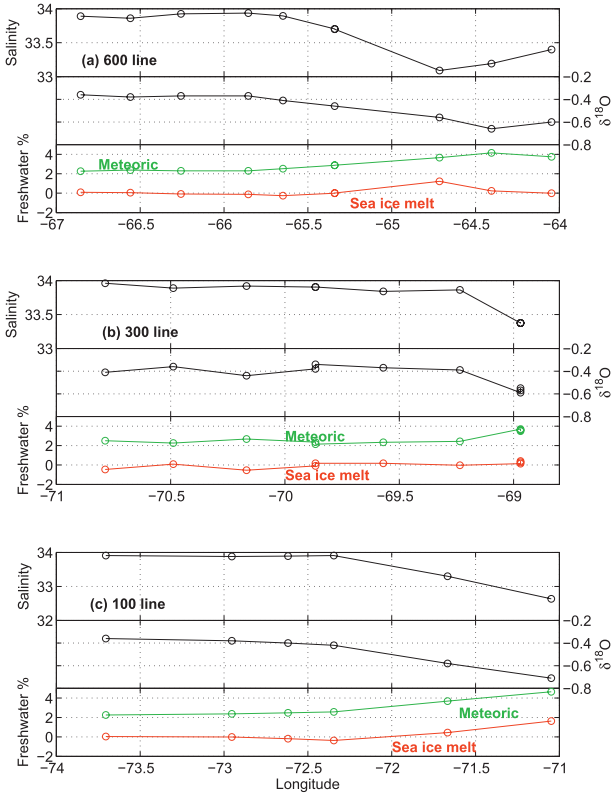 34
33.5
33
Salinity
(a) 600 line
−0.2
−0.4
−0.6
−0.8
δ18O
4
2
0
−2
Freshwater %
Meteoric
Sea ice melt
−67 −66.5 −66 −65.5 −65 −64.5 −64
34
33.5
33
Salinity
(b) 300 line
−0.2
−0.4
−0.6
−0.8
δ18O
4
2
0
−2
Freshwater %
Meteoric
Sea ice melt
−71 −70.5 −70 −69.5 −69
34
33
32
Salinity
(c) 100 line
−0.2
−0.4
−0.6
−0.8
δ18O
4
2
0
−2
Freshwater %
Meteoric
Sea ice melt
−74 −73.5 −73 −72.5 −72 −71.5 −71
Longitude